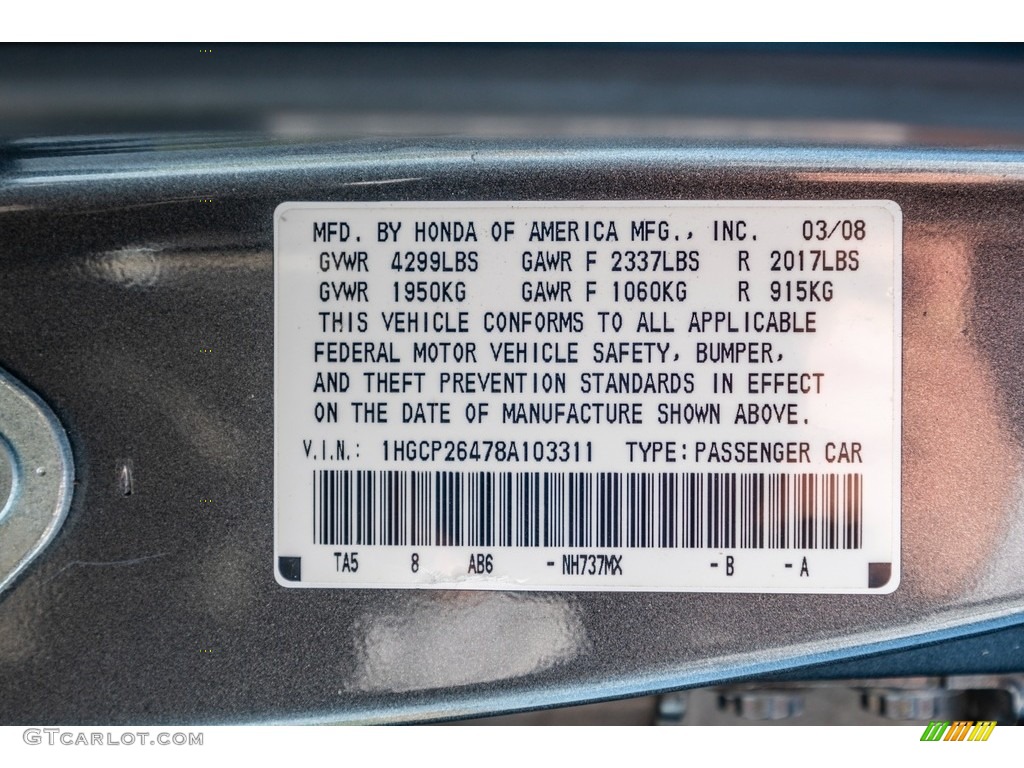 MFD. BY HONDA OF AMERICA MFG., INC. 03/08
GVWR 4299LBS GAWR F 2337LBS R 2017LBS
GVWR 1950KG GAWR F 1060KG R 915KG
THIS VEHICLE CONFORMS TO ALL APPLICABLE
FEDERAL MOTOR VEHICLE SAFETY, BUMPER,
AND THEFT PREVENTION STANDARDS IN EFFECT
ON THE DATE OF MANUFACTURE SHOWN ABOVE.
V.I.N.: 1HGCP26478A103311 TYPE: PASSENGER CAR
TA5 8 AB6 - NH737MX - B - A
GTCARLOT.COM